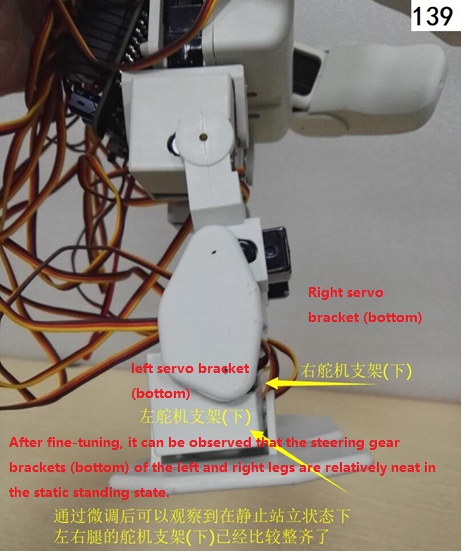 139
Right servo
bracket (bottom)
left servo bracket
(bottom)
右舵机支架(下)
左舵机支架(下)
After fine-tuning, it can be observed that the steering gear
brackets (bottom) of the left and right legs are relatively neat in
the static standing state.
通过微调后可以观察到在静止站立状态下
左右腿的舵机支架(下)已经比较整齐了